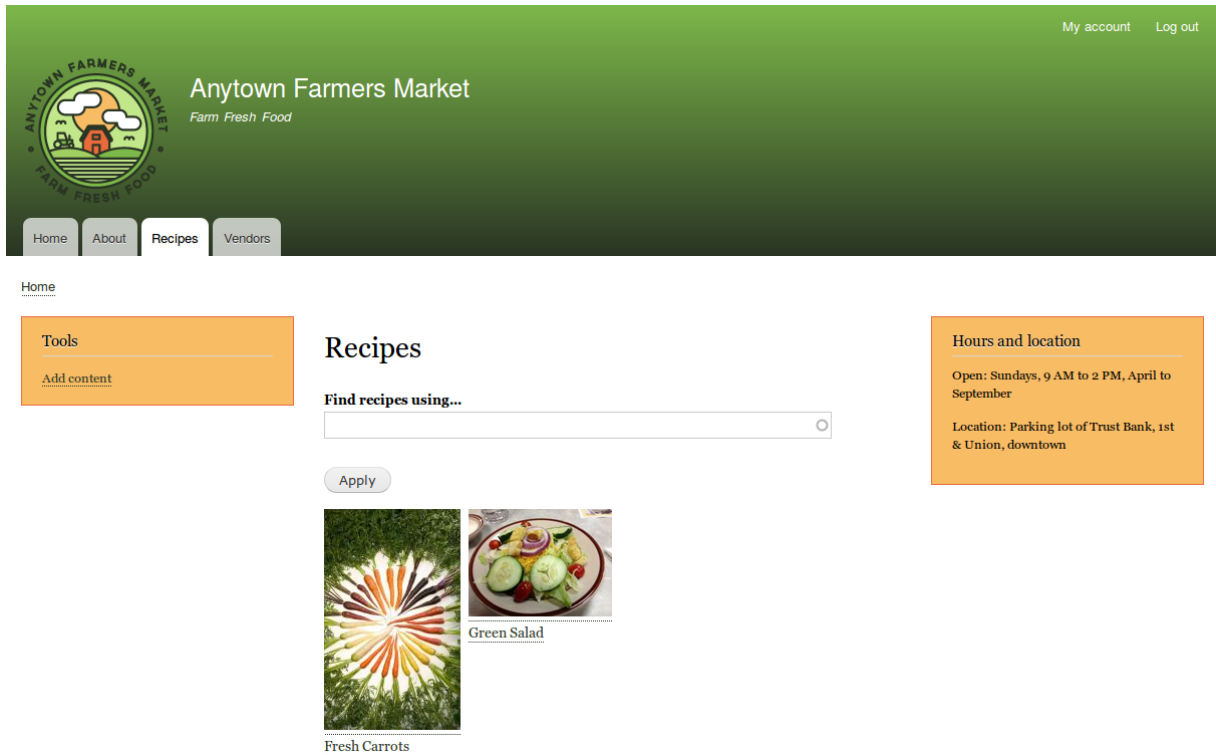 My account Log out
ANYTOWN FARMERS MARKET
FARM FRESH FOOD
Anytown Farmers Market
Farm Fresh Food
Home About Recipes Vendors
Home
Tools
Add content
Recipes
Find recipes using...
Apply
Fresh Carrots
Green Salad
Hours and location
Open: Sundays, 9 AM to 2 PM, April to
September
Location: Parking lot of Trust Bank, 1st
& Union, downtown